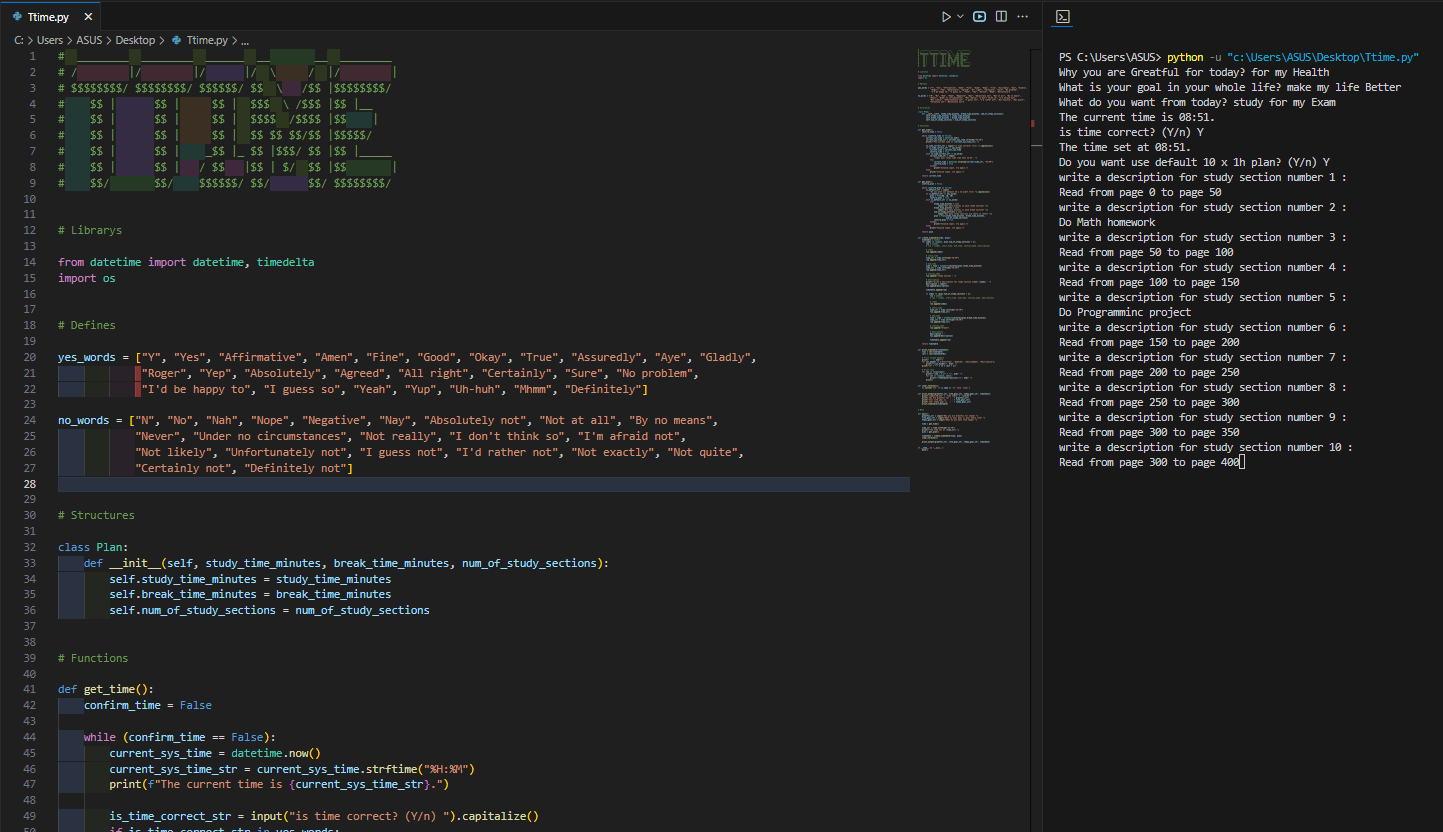 Ttime.py
C: > Users > ASUS > Desktop > Ttime.py > ...
1 # ________ ________ ______ __ __ ________
2 # / |/ |/ |/ \ / |/ |
3 # $$$$$$$$/ $$$$$$$$/ $$$$$$/ $$ \ /$$ |$$$$$$$$/
4 # $$ | $$ | $$ | $$$ \ /$$$ |$$ |__
5 # $$ | $$ | $$ | $$$$ /$$$$ |$$ |
6 # $$ | $$ | $$ | $$ $$ $$/$$ |$$$$$/
7 # $$ | $$ | _$$ |_ $$ |$$$/ $$ |$$ |_____
8 # $$ | $$ | / $$ |$$ | $/ $$ |$$ |
9 # $$/ $$/ $$$$$$/ $$/ $$/ $$$$$$$$/
10
11
12 # Librarys
13
14 from datetime import datetime, timedelta
15 import os
16
17
18 # Defines
19
20 yes_words = ["Y", "Yes", "Affirmative", "Amen", "Fine", "Good", "Okay", "True", "Assuredly", "Aye", "Gladly",
21 "Roger", "Yep", "Absolutely", "Agreed", "All right", "Certainly", "Sure", "No problem",
22 "I'd be happy to", "I guess so", "Yeah", "Yup", "Uh-huh", "Mhmm", "Definitely"]
23
24 no_words = ["N", "No", "Nah", "Nope", "Negative", "Nay", "Absolutely not", "Not at all", "By no means",
25 "Never", "Under no circumstances", "Not really", "I don't think so", "I'm afraid not",
26 "Not likely", "Unfortunately not", "I guess not", "I'd rather not", "Not exactly", "Not quite",
27 "Certainly not", "Definitely not"]
28
29
30 # Structures
31
32 class Plan:
33 def __init__(self, study_time_minutes, break_time_minutes, num_of_study_sections):
34 self.study_time_minutes = study_time_minutes
35 self.break_time_minutes = break_time_minutes
36 self.num_of_study_sections = num_of_study_sections
37
38
39 # Functions
40
41 def get_time():
42 confirm_time = False
43
44 while (confirm_time == False):
45 current_sys_time = datetime.now()
46 current_sys_time_str = current_sys_time.strftime("%H:%M")
47 print(f"The current time is {current_sys_time_str}.")
48
49 is_time_correct_str = input("is time correct? (Y/n) ").capitalize()
50 if is_time_correct_str in yes_words:
PS C:\Users\ASUS> python -u "c:\Users\ASUS\Desktop\Ttime.py"
Why you are Greatful for today? for my Health
What is your goal in your whole life? make my life Better
What do you want from today? study for my Exam
The current time is 08:51.
is time correct? (Y/n) Y
The time set at 08:51.
Do you want use default 10 x 1h plan? (Y/n) Y
write a description for study section number 1 :
Read from page 0 to page 50
write a description for study section number 2 :
Do Math homework
write a description for study section number 3 :
Read from page 50 to page 100
write a description for study section number 4 :
Read from page 100 to page 150
write a description for study section number 5 :
Do Programminc project
write a description for study section number 6 :
Read from page 150 to page 200
write a description for study section number 7 :
Read from page 200 to page 250
write a description for study section number 8 :
Read from page 250 to page 300
write a description for study section number 9 :
Read from page 300 to page 350
write a description for study section number 10 :
Read from page 300 to page 400